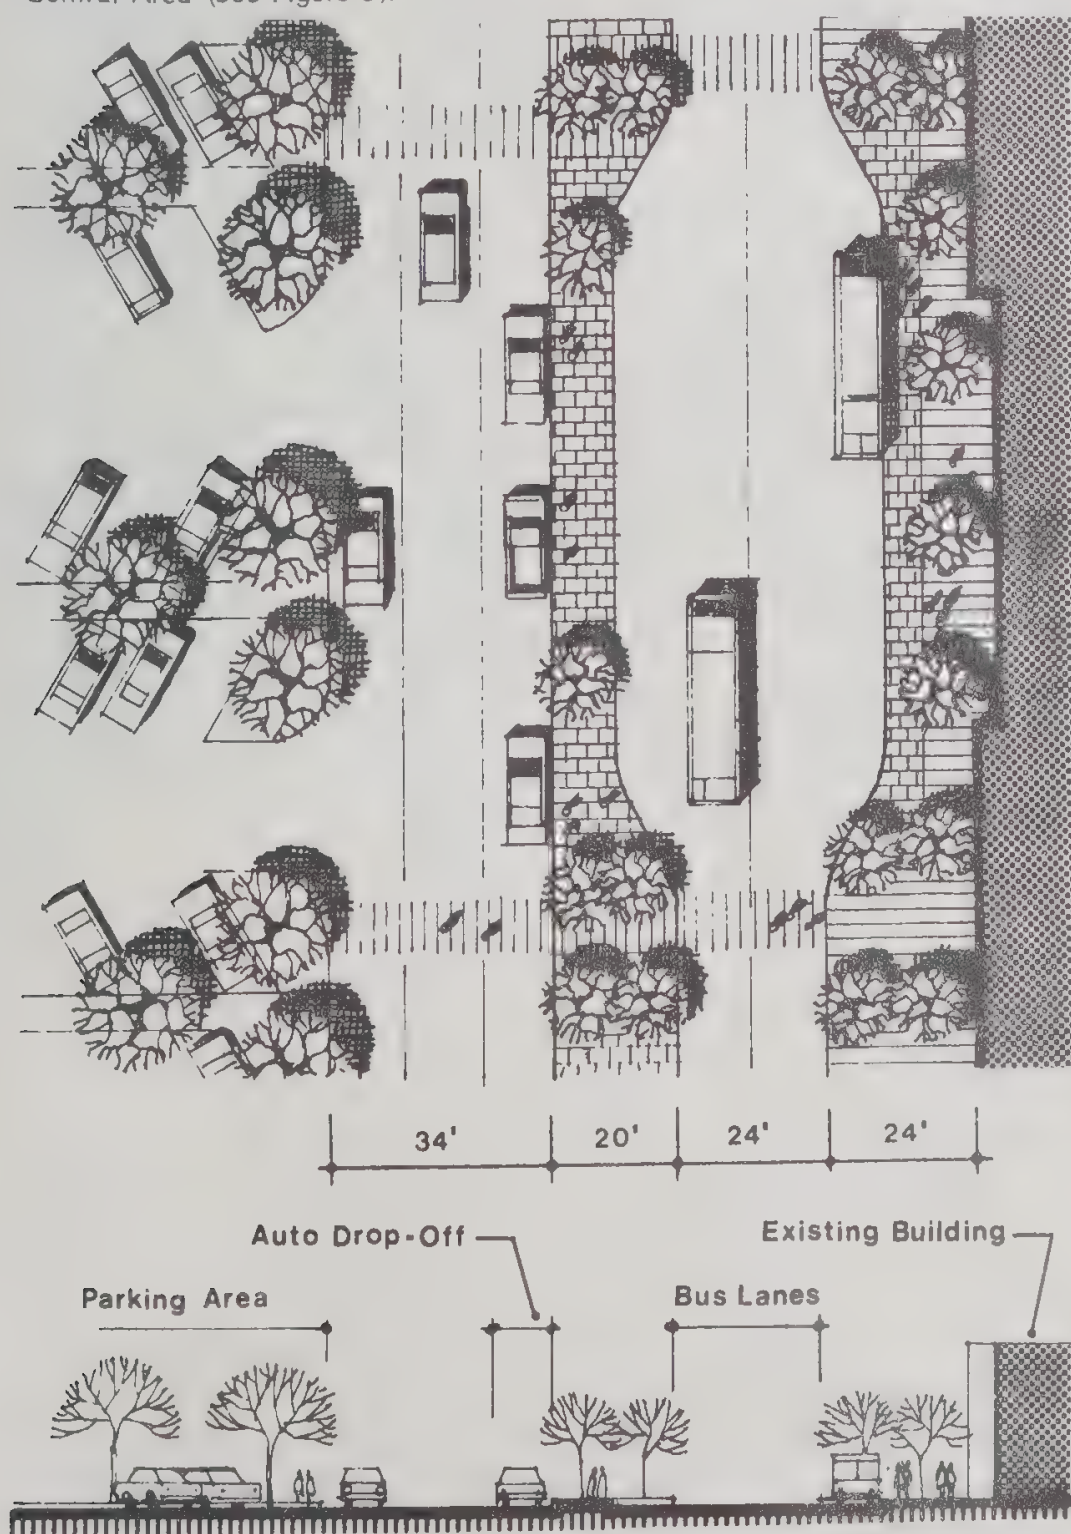 34' 20' 24' 24'
Auto Drop-Off
Existing Building
Parking Area
Bus Lanes